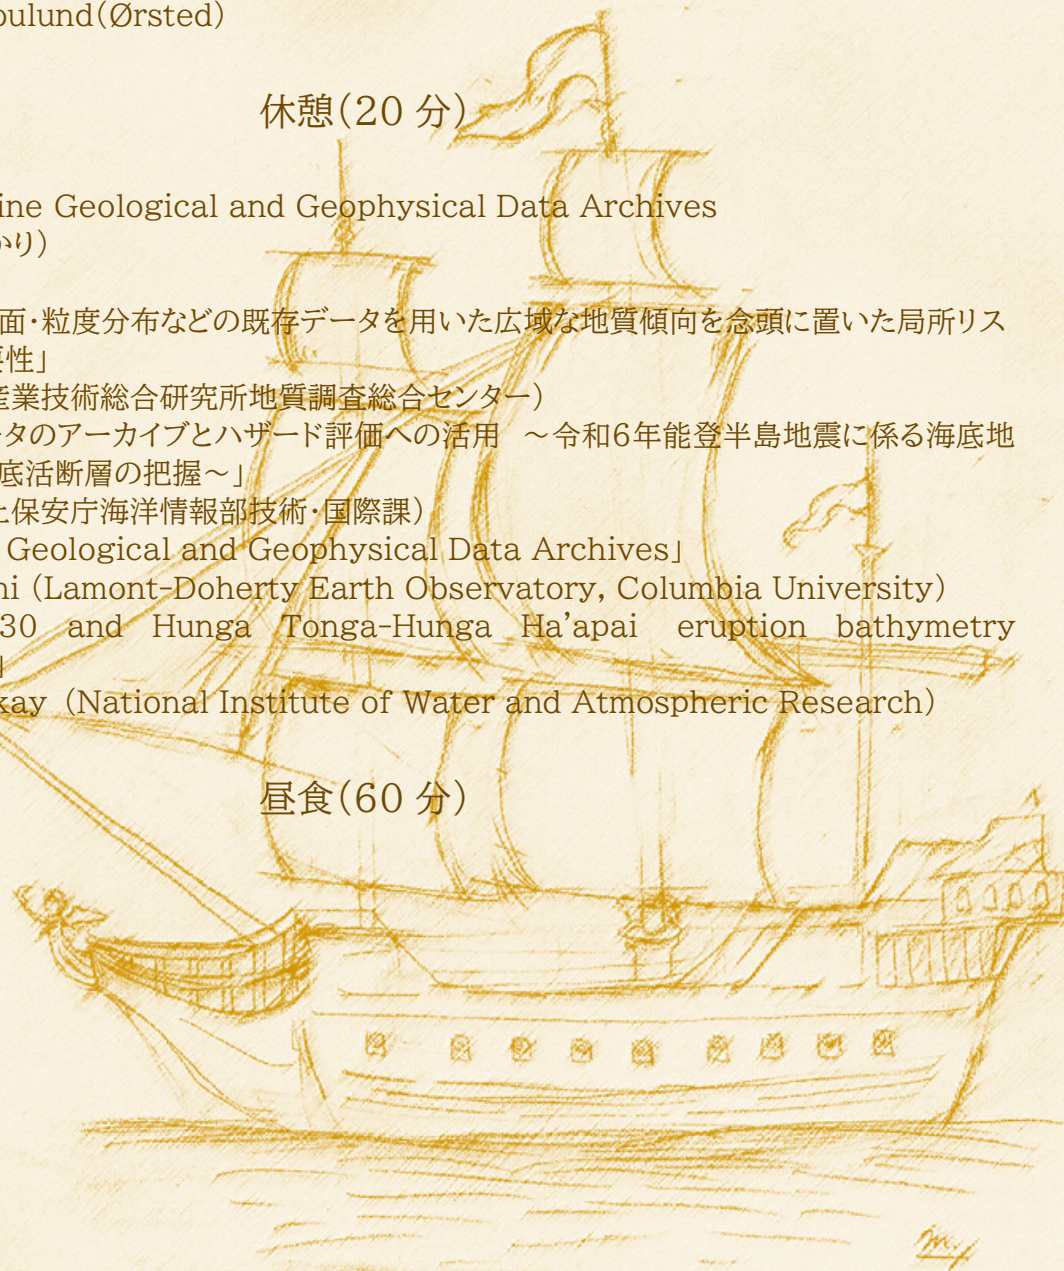 oulund(Ørsted)
休憩(20 分)
ine Geological and Geophysical Data Archives
かり)
面・粒度分布などの既存データを用いた広域な地質傾向を念頭に置いた局所リス
要性」
産業技術総合研究所地質調査総合センター)
ータのアーカイブとハザード評価への活用　～令和6年能登半島地震に係る海底地
底活断層の把握～」
上保安庁海洋情報部技術・国際課)
Geological and Geophysical Data Archives」
ni (Lamont-Doherty Earth Observatory, Columbia University)
30 and Hunga Tonga-Hunga Ha’apai eruption bathymetry
」
kay (National Institute of Water and Atmospheric Research)
昼食(60 分)